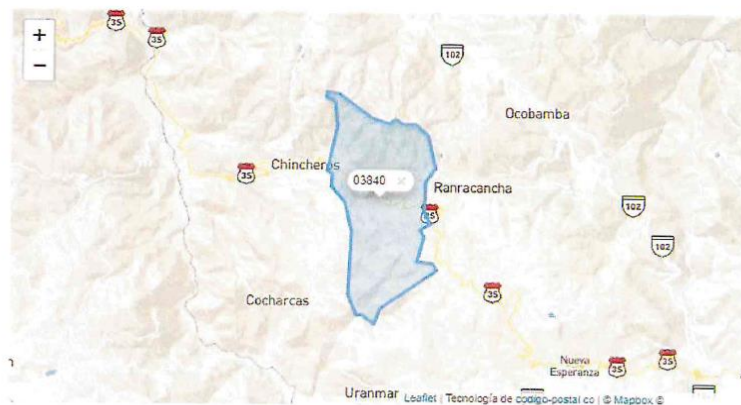 +
35
35
102
−
Ocobamba
Chincheros
35
03840 ×
Ranracancha
102
35
102
Cocharcas
35
Nueva
Esperanza
35
35
Uranmar
Leaflet | Tecnología de codigo-postal co | © Mapbox ©